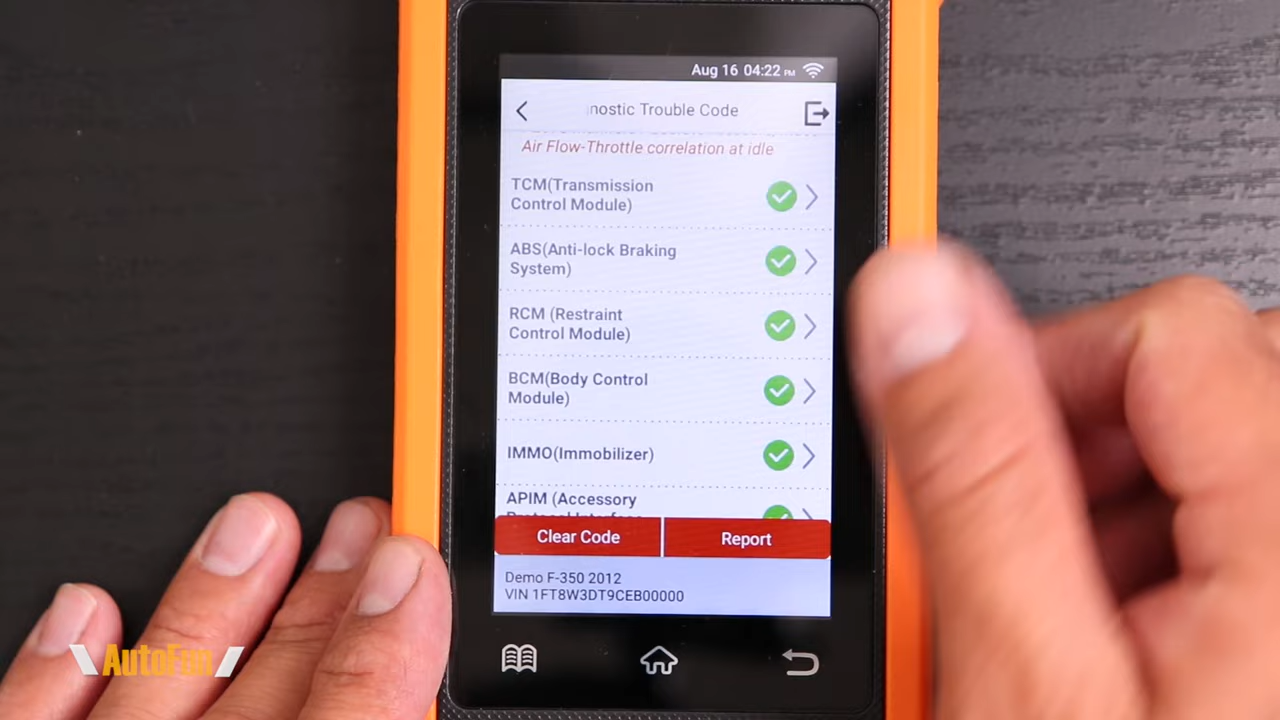 Aug 16 04:22 PM
nostic Trouble Code
Air Flow-Throttle correlation at idle
TCM(Transmission
Control Module)
ABS(Anti-lock Braking
System)
RCM (Restraint
Control Module)
BCM(Body Control
Module)
IMMO(Immobilizer)
APIM (Accessory
Clear Code
Report
Demo F-350 2012
VIN 1FT8W3DT9CEB00000
AutoFun